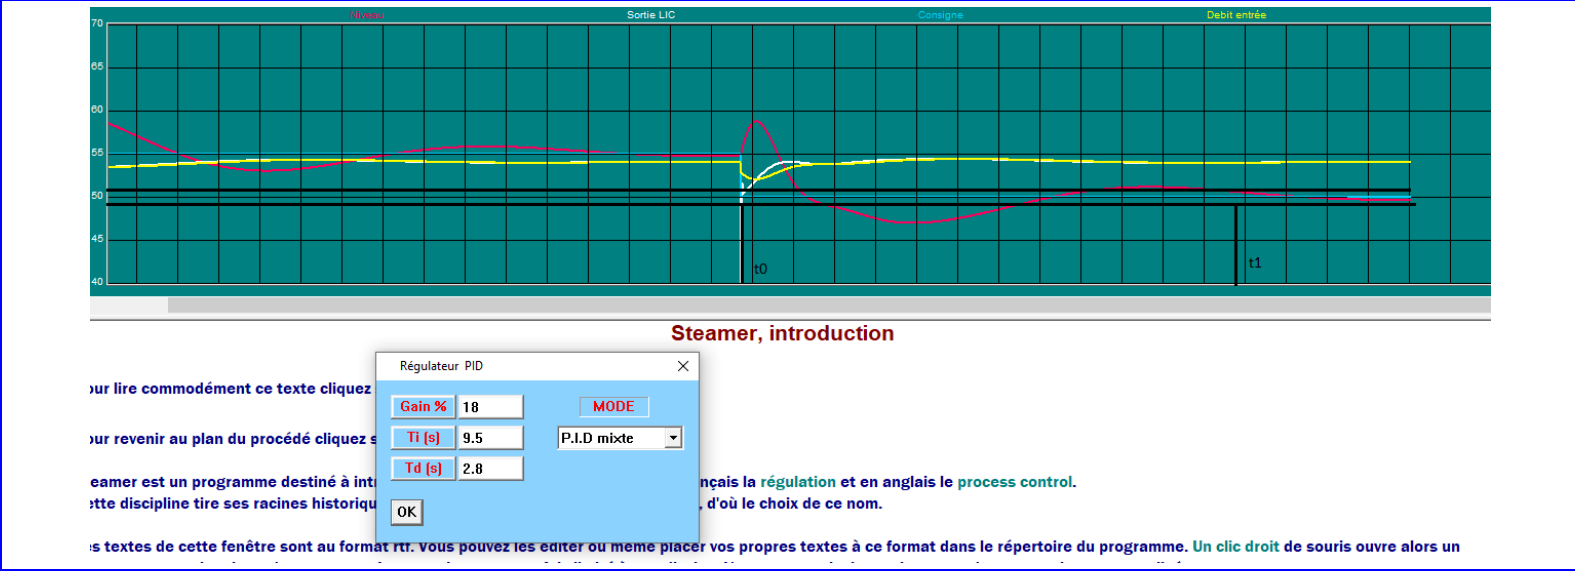 Niveau Sortie LIC Consigne Debit entrée
70
65
60
55
50
45
40
t0 t1
Steamer, introduction
our lire commodément ce texte cliquez
our revenir au plan du procédé cliquez s
teamer est un programme destiné à int nçais la régulation et en anglais le process control.
ette discipline tire ses racines historiqu , d'où le choix de ce nom.
es textes de cette fenêtre sont au format rtf. Vous pouvez les éditer ou même placer vos propres textes à ce format dans le répertoire du programme. Un clic droit de souris ouvre alors un
Régulateur PID
Gain % 18 MODE
Ti (s) 9.5 P.I.D mixte
Td (s) 2.8
OK